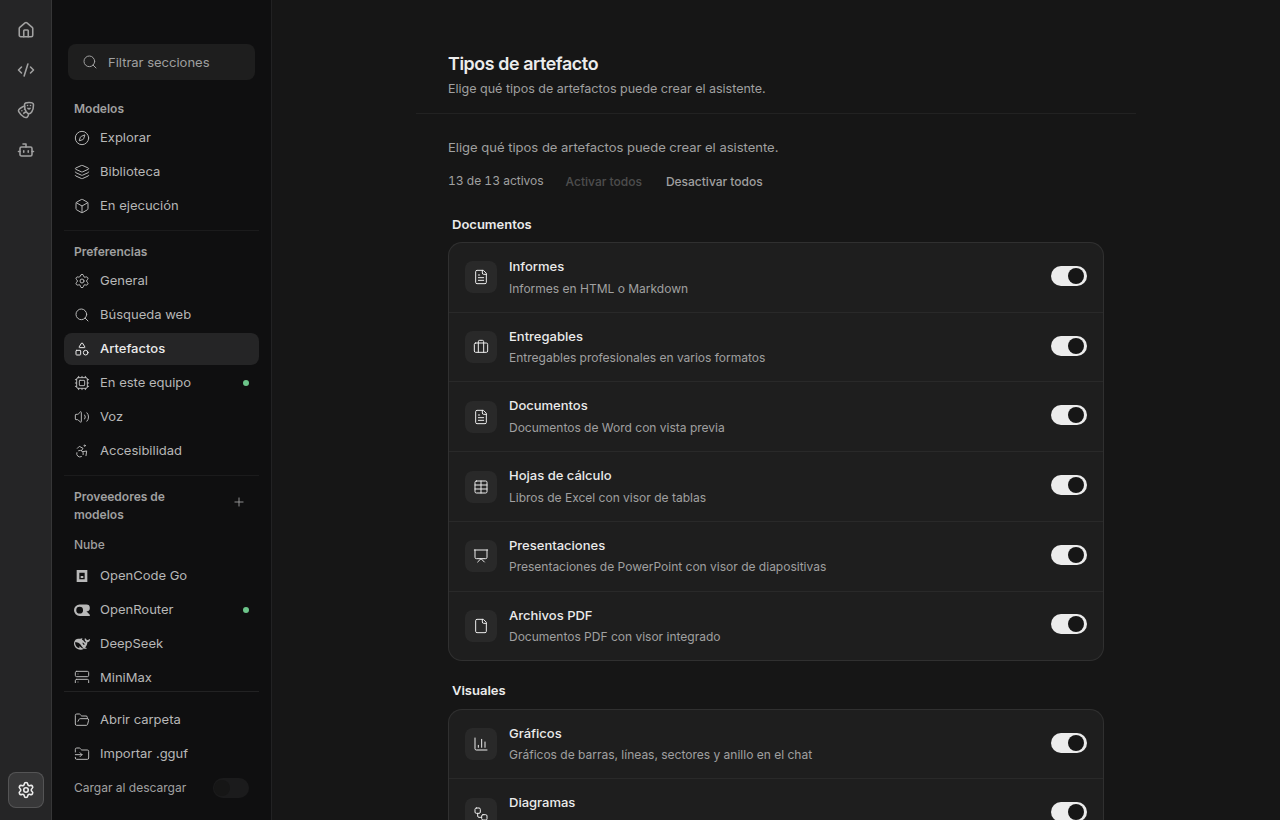 Filtrar secciones
Modelos
Explorar
Biblioteca
En ejecución
Preferencias
General
Búsqueda web
Artefactos
En este equipo
Voz
Accesibilidad
Proveedores de
modelos
Nube
OpenCode Go
OpenRouter
DeepSeek
MiniMax
Abrir carpeta
Importar .gguf
Cargar al descargar
Tipos de artefacto
Elige qué tipos de artefactos puede crear el asistente.
Elige qué tipos de artefactos puede crear el asistente.
13 de 13 activos Activar todos Desactivar todos
Documentos
Informes
Informes en HTML o Markdown
Entregables
Entregables profesionales en varios formatos
Documentos
Documentos de Word con vista previa
Hojas de cálculo
Libros de Excel con visor de tablas
Presentaciones
Presentaciones de PowerPoint con visor de diapositivas
Archivos PDF
Documentos PDF con visor integrado
Visuales
Gráficos
Gráficos de barras, líneas, sectores y anillo en el chat
Diagramas